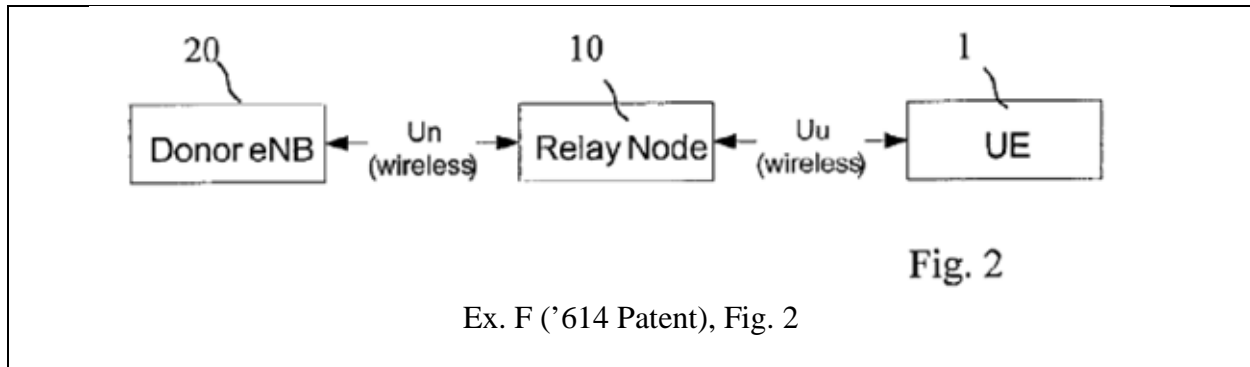 20
10
1
Donor eNB
Un
(wireless)
Relay Node
Uu
(wireless)
UE
Fig. 2
Ex. F (’614 Patent), Fig. 2